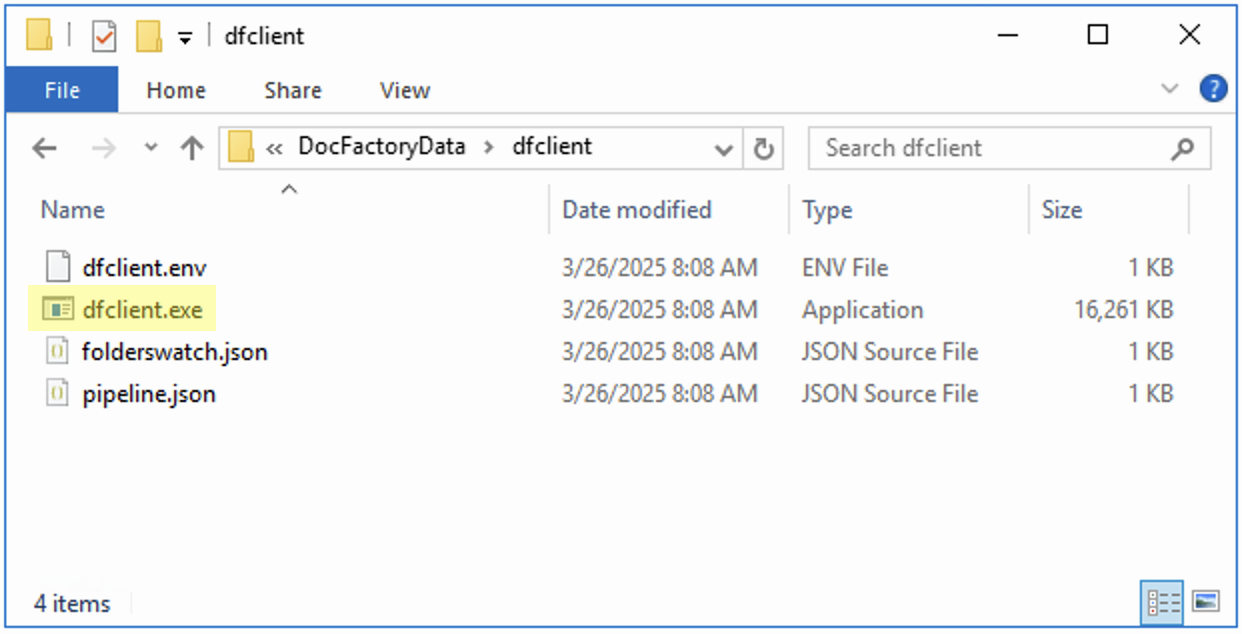 dfclient
File Home Share View ?
« DocFactoryData › dfclient Search dfclient
Name Date modified Type Size
dfclient.env 3/26/2025 8:08 AM ENV File 1 KB
dfclient.exe 3/26/2025 8:08 AM Application 16,261 KB
folderswatch.json 3/26/2025 8:08 AM JSON Source File 1 KB
pipeline.json 3/26/2025 8:08 AM JSON Source File 1 KB
4 items